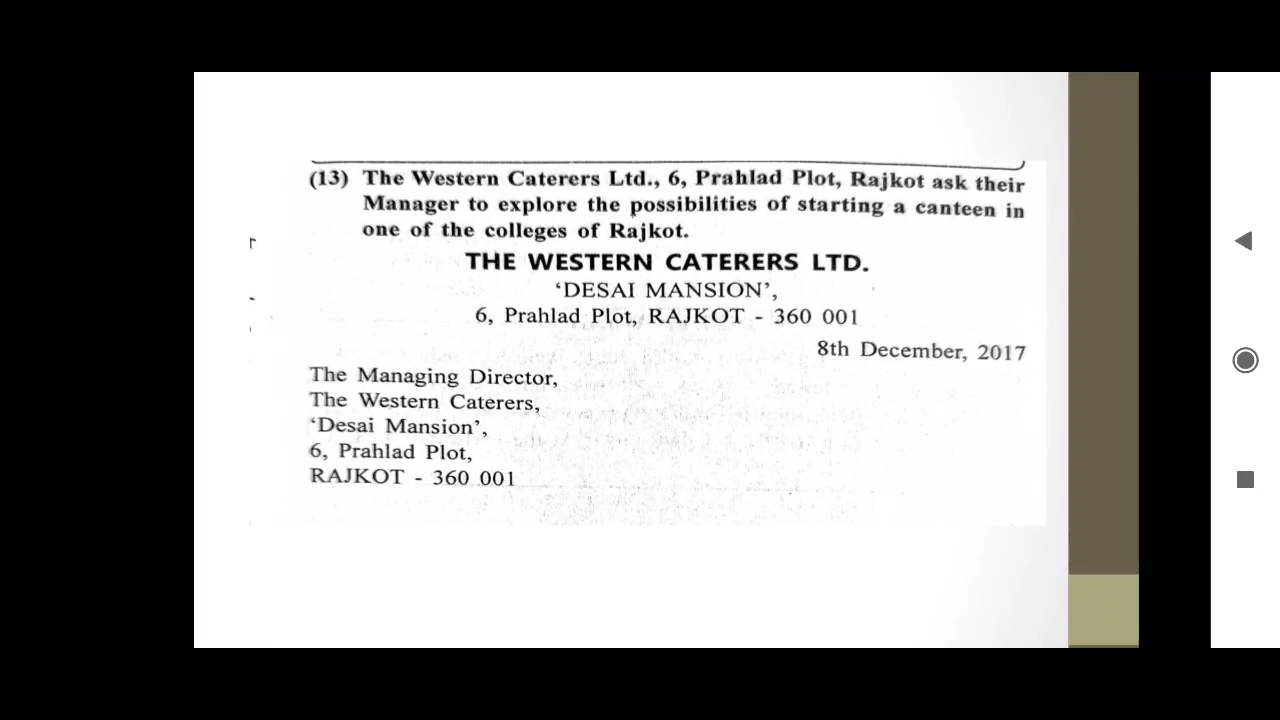 (13) The Western Caterers Ltd., 6, Prahlad Plot, Rajkot ask their
Manager to explore the possibilities of starting a canteen in
one of the colleges of Rajkot.
THE WESTERN CATERERS LTD.
‘DESAI MANSION’,
6, Prahlad Plot, RAJKOT - 360 001
8th December, 2017
The Managing Director,
The Western Caterers,
‘Desai Mansion’,
6, Prahlad Plot,
RAJKOT - 360 001